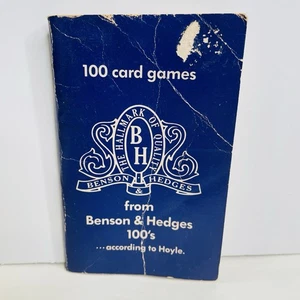 100 card games
THE HALLMARK OF QUALITY
B
H
BENSON & HEDGES
from
Benson & Hedges
100's
...according to Hoyle.